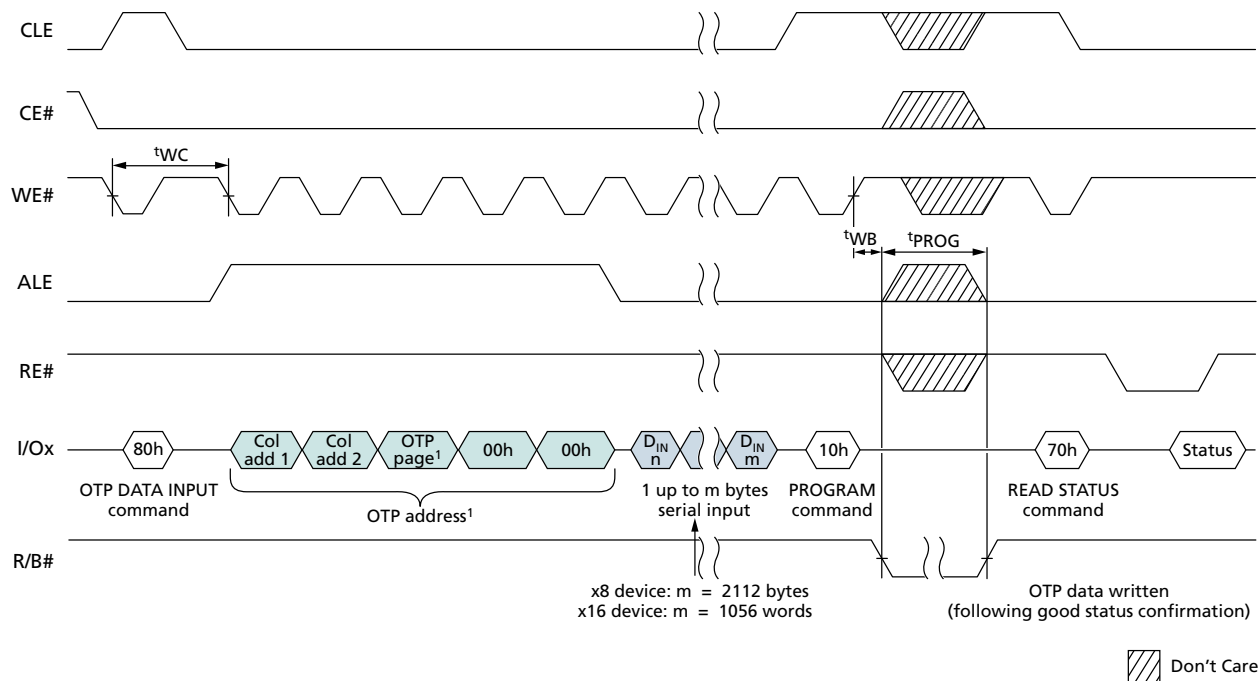 CLE
CE#
tWC
WE#
tWB
tPROG
ALE
RE#
I/Ox
80h
Col add 1
Col add 2
OTP page¹
00h
00h
DIN n
DIN m
10h
70h
Status
OTP DATA INPUT command
OTP address¹
1 up to m bytes serial input
PROGRAM command
READ STATUS command
R/B#
x8 device: m = 2112 bytes
x16 device: m = 1056 words
OTP data written
(following good status confirmation)
Don't Care